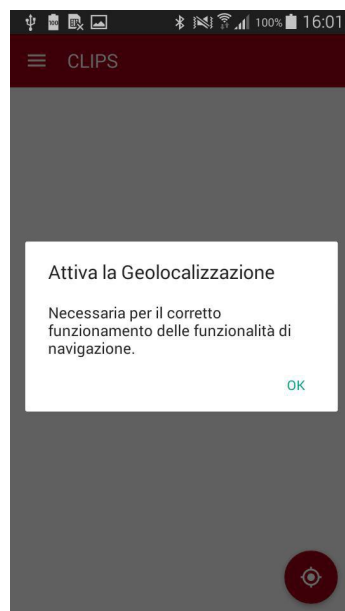 100% 16:01
CLIPS
Attiva la Geolocalizzazione
Necessaria per il corretto
funzionamento delle funzionalità di
navigazione.
OK